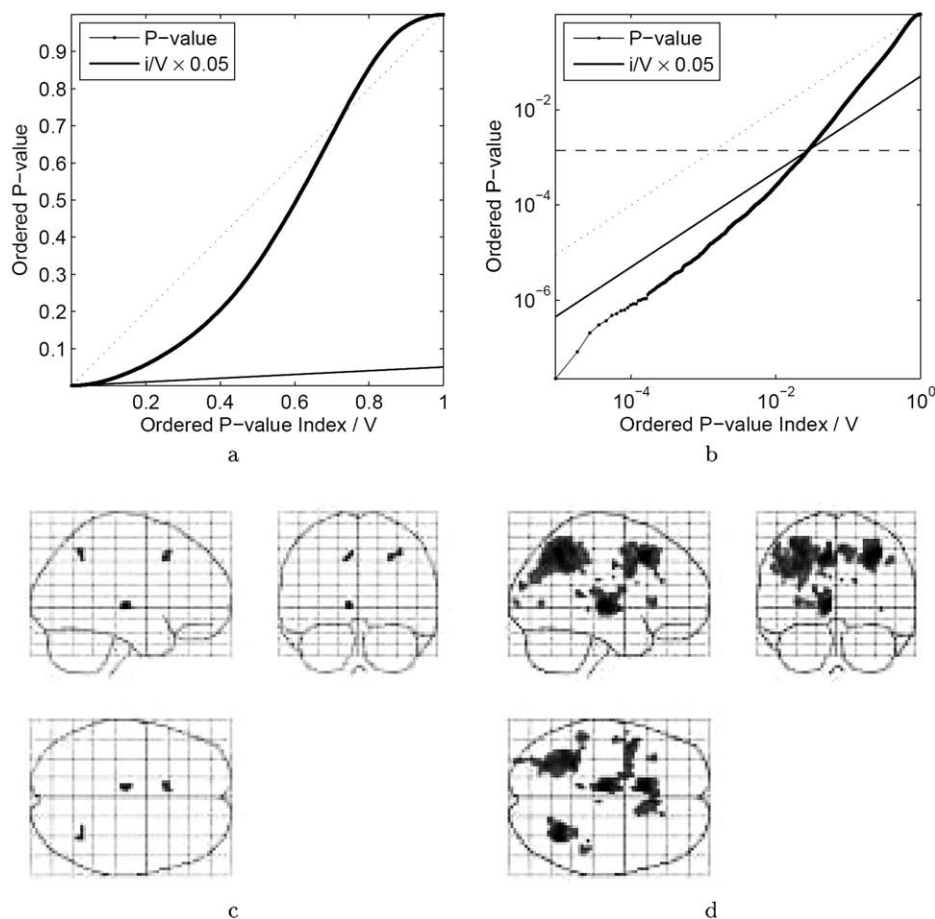 P−value
i/V × 0.05
0.9
0.8
0.7
0.6
0.5
0.4
0.3
0.2
0.1
Ordered P−value
0.2
0.4
0.6
0.8
1
Ordered P−value Index / V
a
P−value
i/V × 0.05
10−2
10−4
10−6
Ordered P−value
10−4
10−2
100
Ordered P−value Index / V
b
c
d